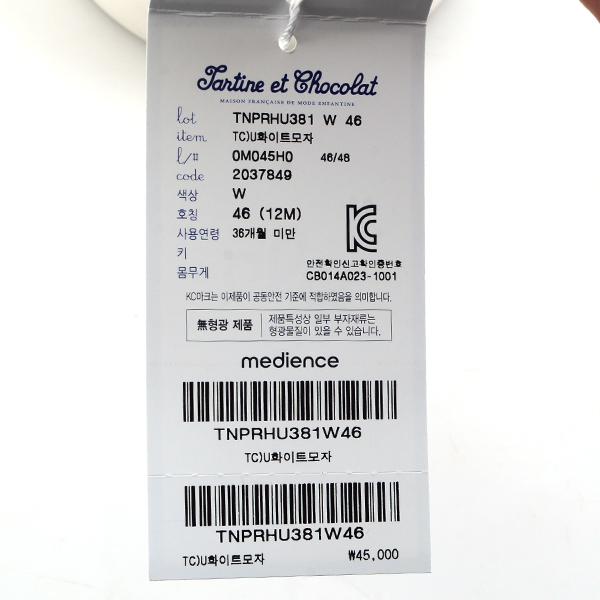 Tartine et Chocolat
MAISON FRANÇAISE DE MODE ENFANTINE
lot TNPRHU381 W 46
item TC)U화이트모자
l/# 0M045H0 46/48
code 2037849
색상 W
호칭 46 (12M)
사용연령 36개월 미만
키
몸무게
안전확인신고확인증번호
CB014A023-1001
KC마크는 이제품이 공동안전 기준에 적합하였음을 의미합니다.
無형광 제품
제품특성상 일부 부자재류는
형광물질이 있을 수 있습니다.
medience
TNPRHU381W46
TC)U화이트모자
TNPRHU381W46
TC)U화이트모자 ₩45,000